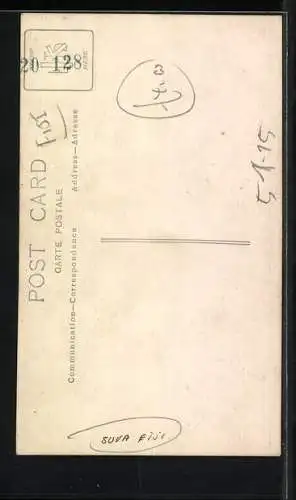 20 128
POST CARD
CARTE POSTALE
Communication—Correspondance
Address—Adresse
SUVA FIJI